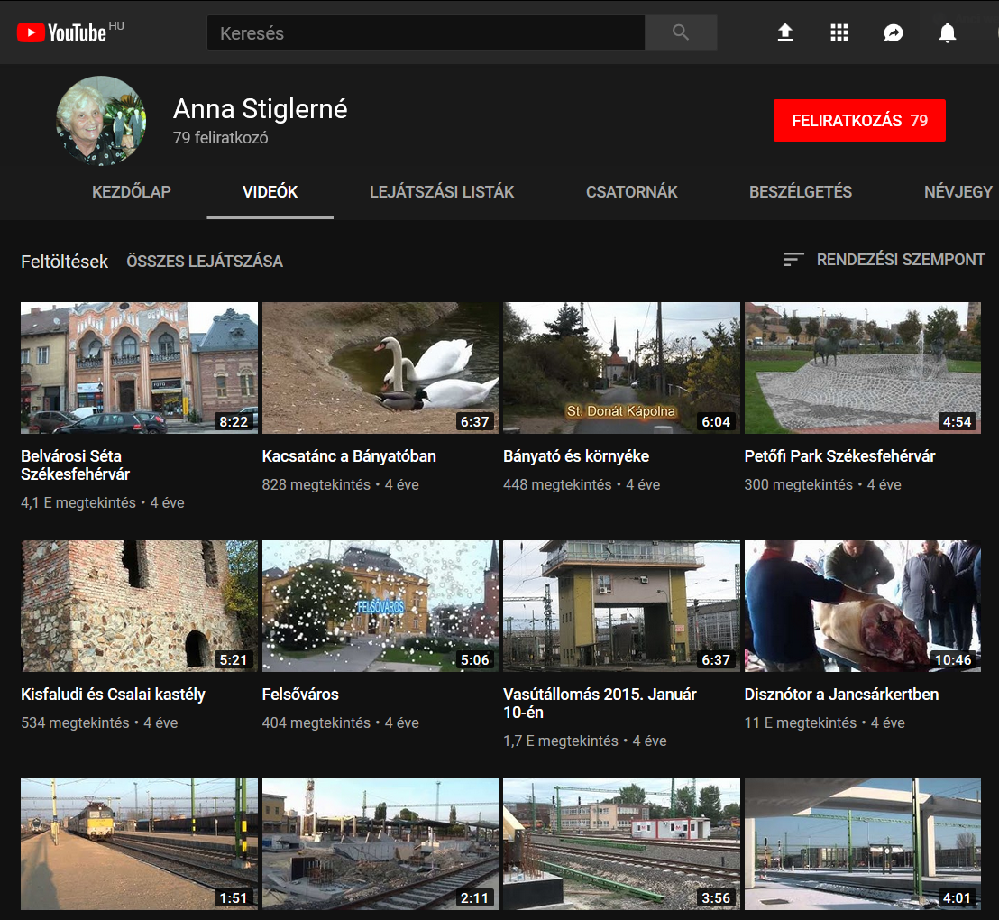 YouTube HU
Keresés
Anna Stiglerné
79 feliratkozó
FELIRATKOZÁS 79
KEZDŐLAP VIDEÓK LEJÁTSZÁSI LISTÁK CSATORNÁK BESZÉLGETÉS NÉVJEGY
Feltöltések ÖSSZES LEJÁTSZÁSA RENDEZÉSI SZEMPONT
FOTO
8:22
6:37
St. Donát Kápolna
6:04
4:54
Belvárosi Séta
Székesfehérvár
4,1 E megtekintés • 4 éve
Kacsatánc a Bányatóban
828 megtekintés • 4 éve
Bányató és környéke
448 megtekintés • 4 éve
Petőfi Park Székesfehérvár
300 megtekintés • 4 éve
5:21
FELSŐVÁROS
5:06
6:37
10:46
Kisfaludi és Csalai kastély
534 megtekintés • 4 éve
Felsőváros
404 megtekintés • 4 éve
Vasútállomás 2015. Január
10-én
1,7 E megtekintés • 4 éve
Disznótor a Jancsárkertben
11 E megtekintés • 4 éve
1:51
2:11
3:56
4:01